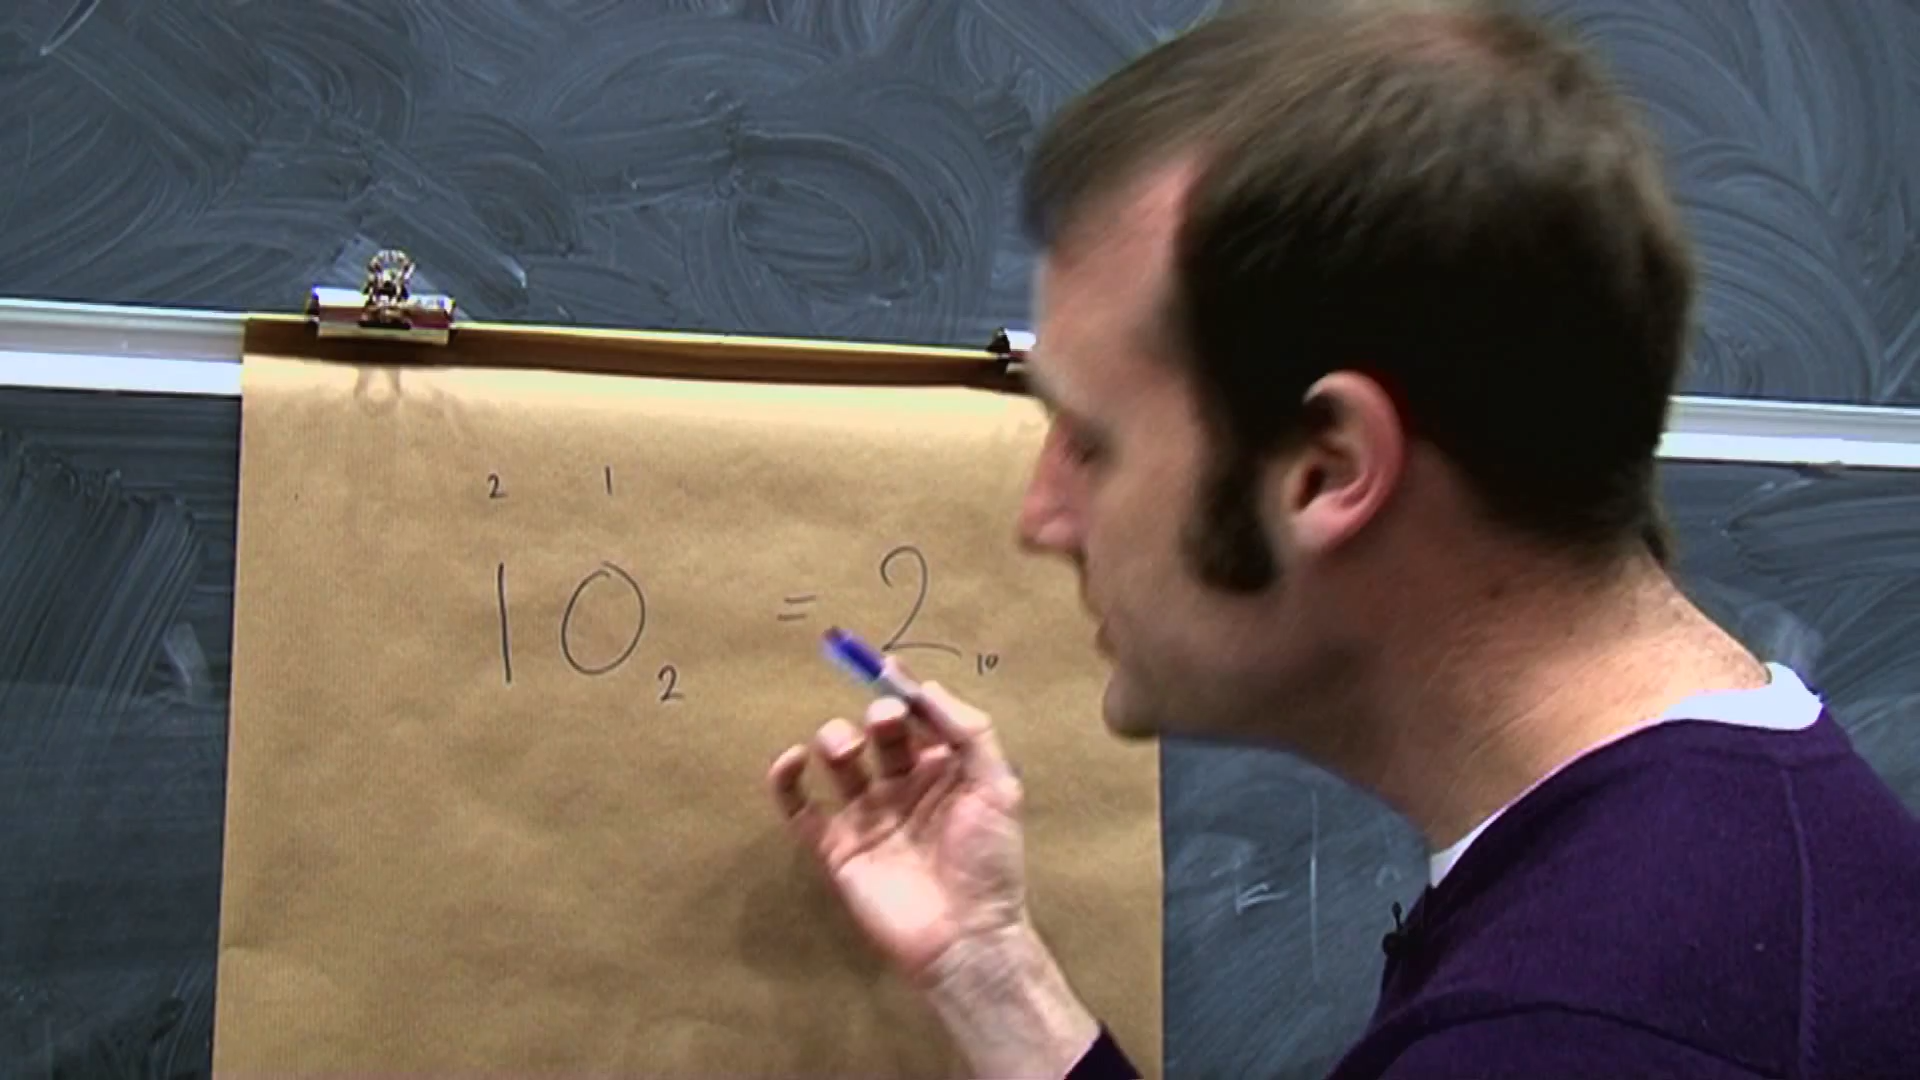 2 1
10₂ = 2₁₀